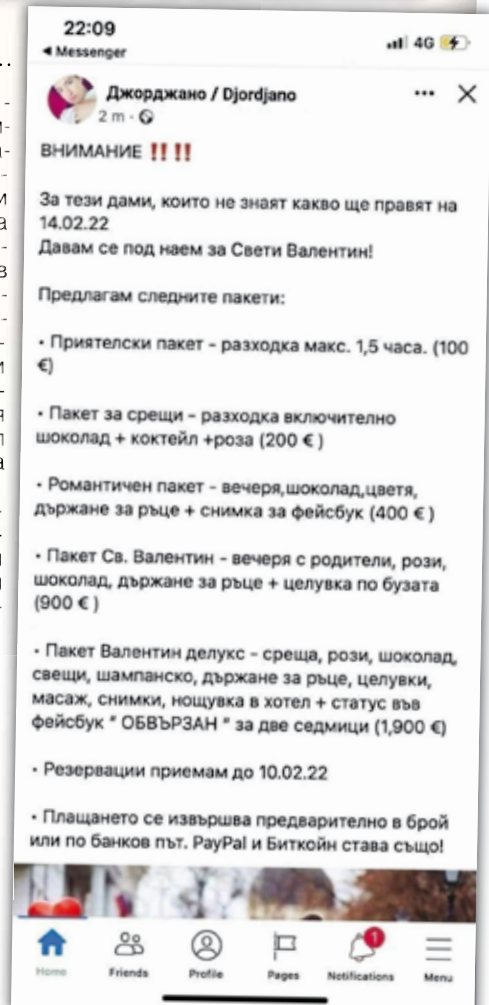 22:09
4G
◄ Messenger
Джорджано / Djordjano
2 m ·
ВНИМАНИЕ ‼️ ‼️
За тези дами, които не знаят какво ще правят на
14.02.22
Давам се под наем за Свети Валентин!
Предлагам следните пакети:
• Приятелски пакет - разходка макс. 1,5 часа. (100
€)
• Пакет за срещи - разходка включително
шоколад + коктейл +роза (200 € )
• Романтичен пакет - вечеря,шоколад,цветя,
държане за ръце + снимка за фейсбук (400 € )
• Пакет Св. Валентин - вечеря с родители, рози,
шоколад, държане за ръце + целувка по бузата
(900 € )
• Пакет Валентин делукс - среща, рози, шоколад,
свещи, шампанско, държане за ръце, целувки,
масаж, снимки, нощувка в хотел + статус във
фейсбук " ОБВЪРЗАН " за две седмици (1,900 €)
• Резервации приемам до 10.02.22
• Плащането се извършва предварително в брой
или по банков път. PayPal и Биткойн става също!
1
Home
Friends
Profile
Pages
Notifications
Menu